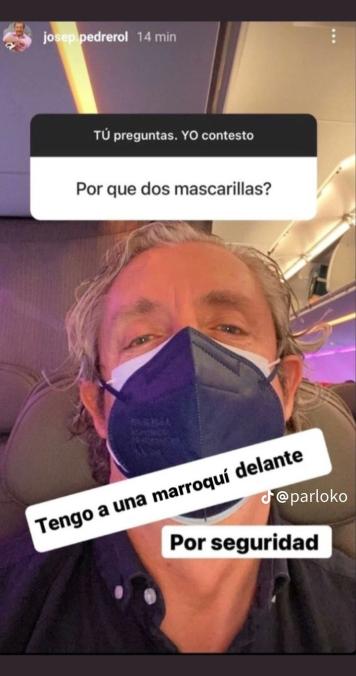 josep.pedrerol 14 min
TÚ preguntas. YO contesto
Por que dos mascarillas?
Tengo a una marroquí delante
@parloko
Por seguridad